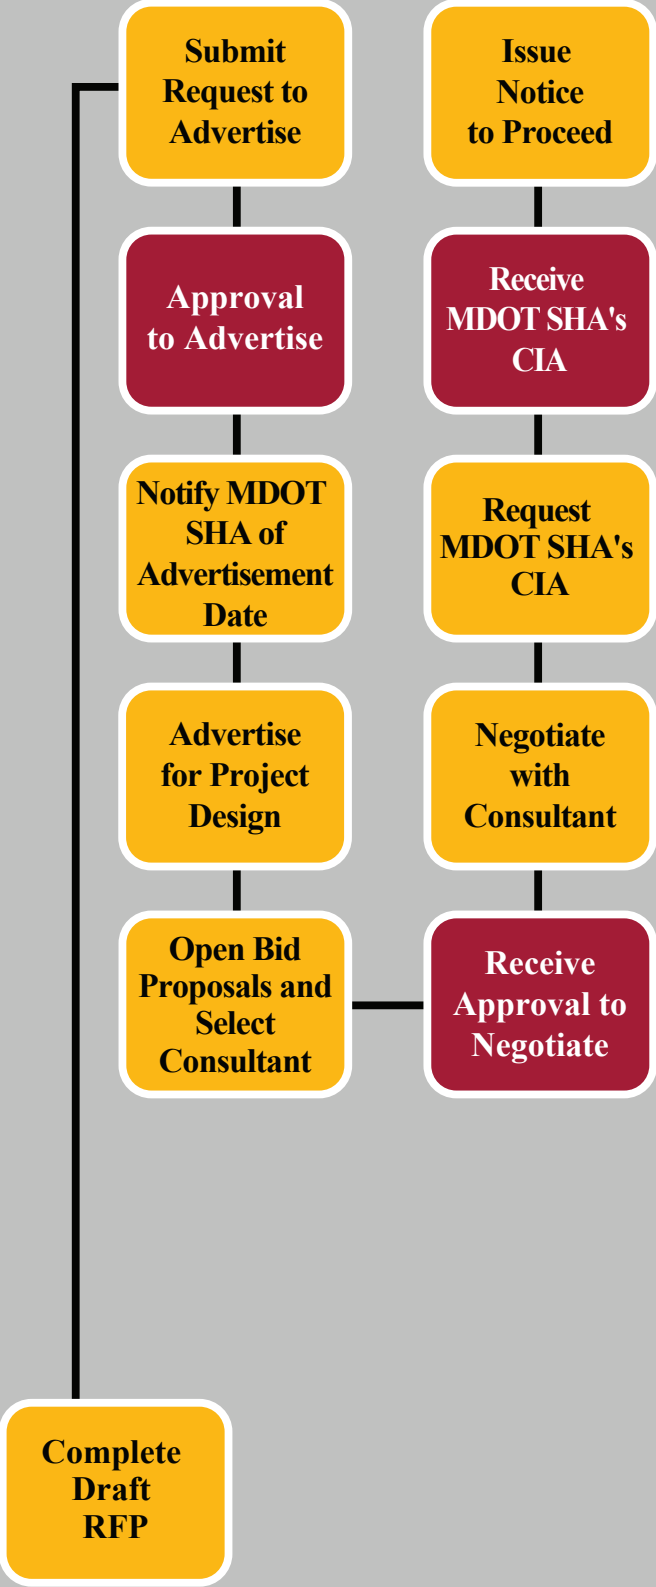 Submit
Request to
Advertise
Approval
to Advertise
Notify MDOT
SHA of
Advertisement
Date
Advertise
for Project
Design
Open Bid
Proposals and
Select
Consultant
Issue
Notice
to Proceed
Receive
MDOT SHA's
CIA
Request
MDOT SHA's
CIA
Negotiate
with
Consultant
Receive
Approval to
Negotiate
Complete
Draft
RFP